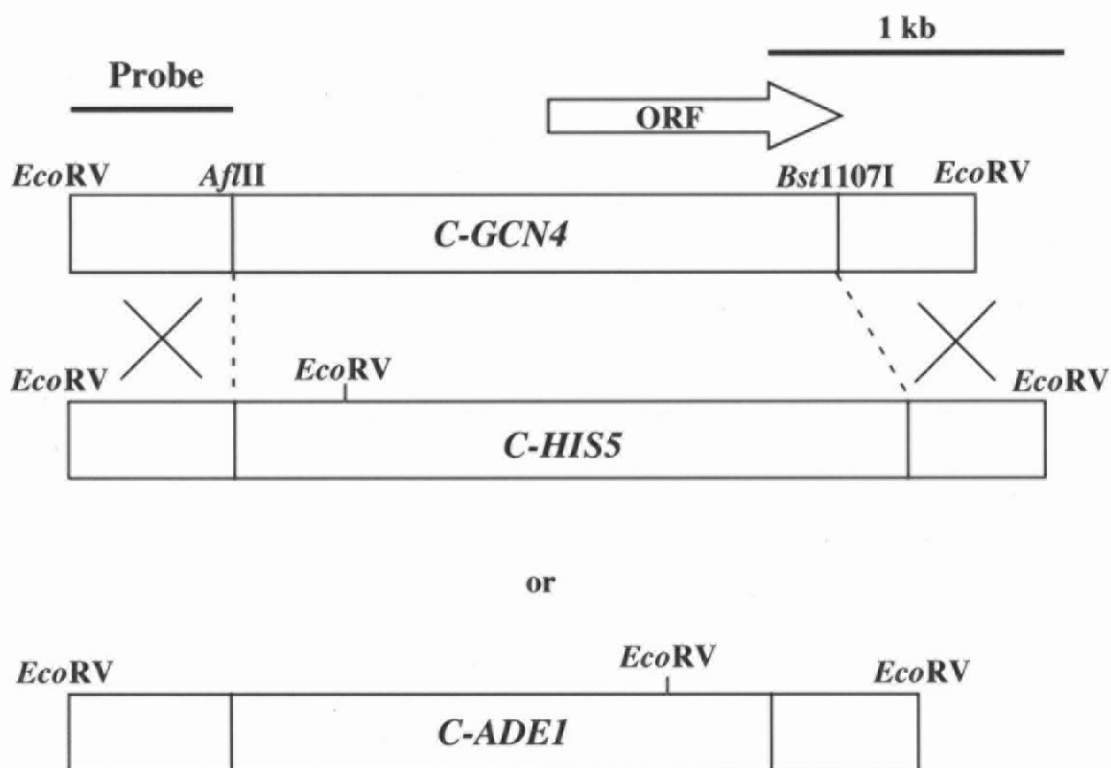 1 kb
Probe
ORF
EcoRV AflII Bst1107I EcoRV
C-GCN4
EcoRV EcoRV EcoRV
C-HIS5
or
EcoRV EcoRV EcoRV
C-ADE1